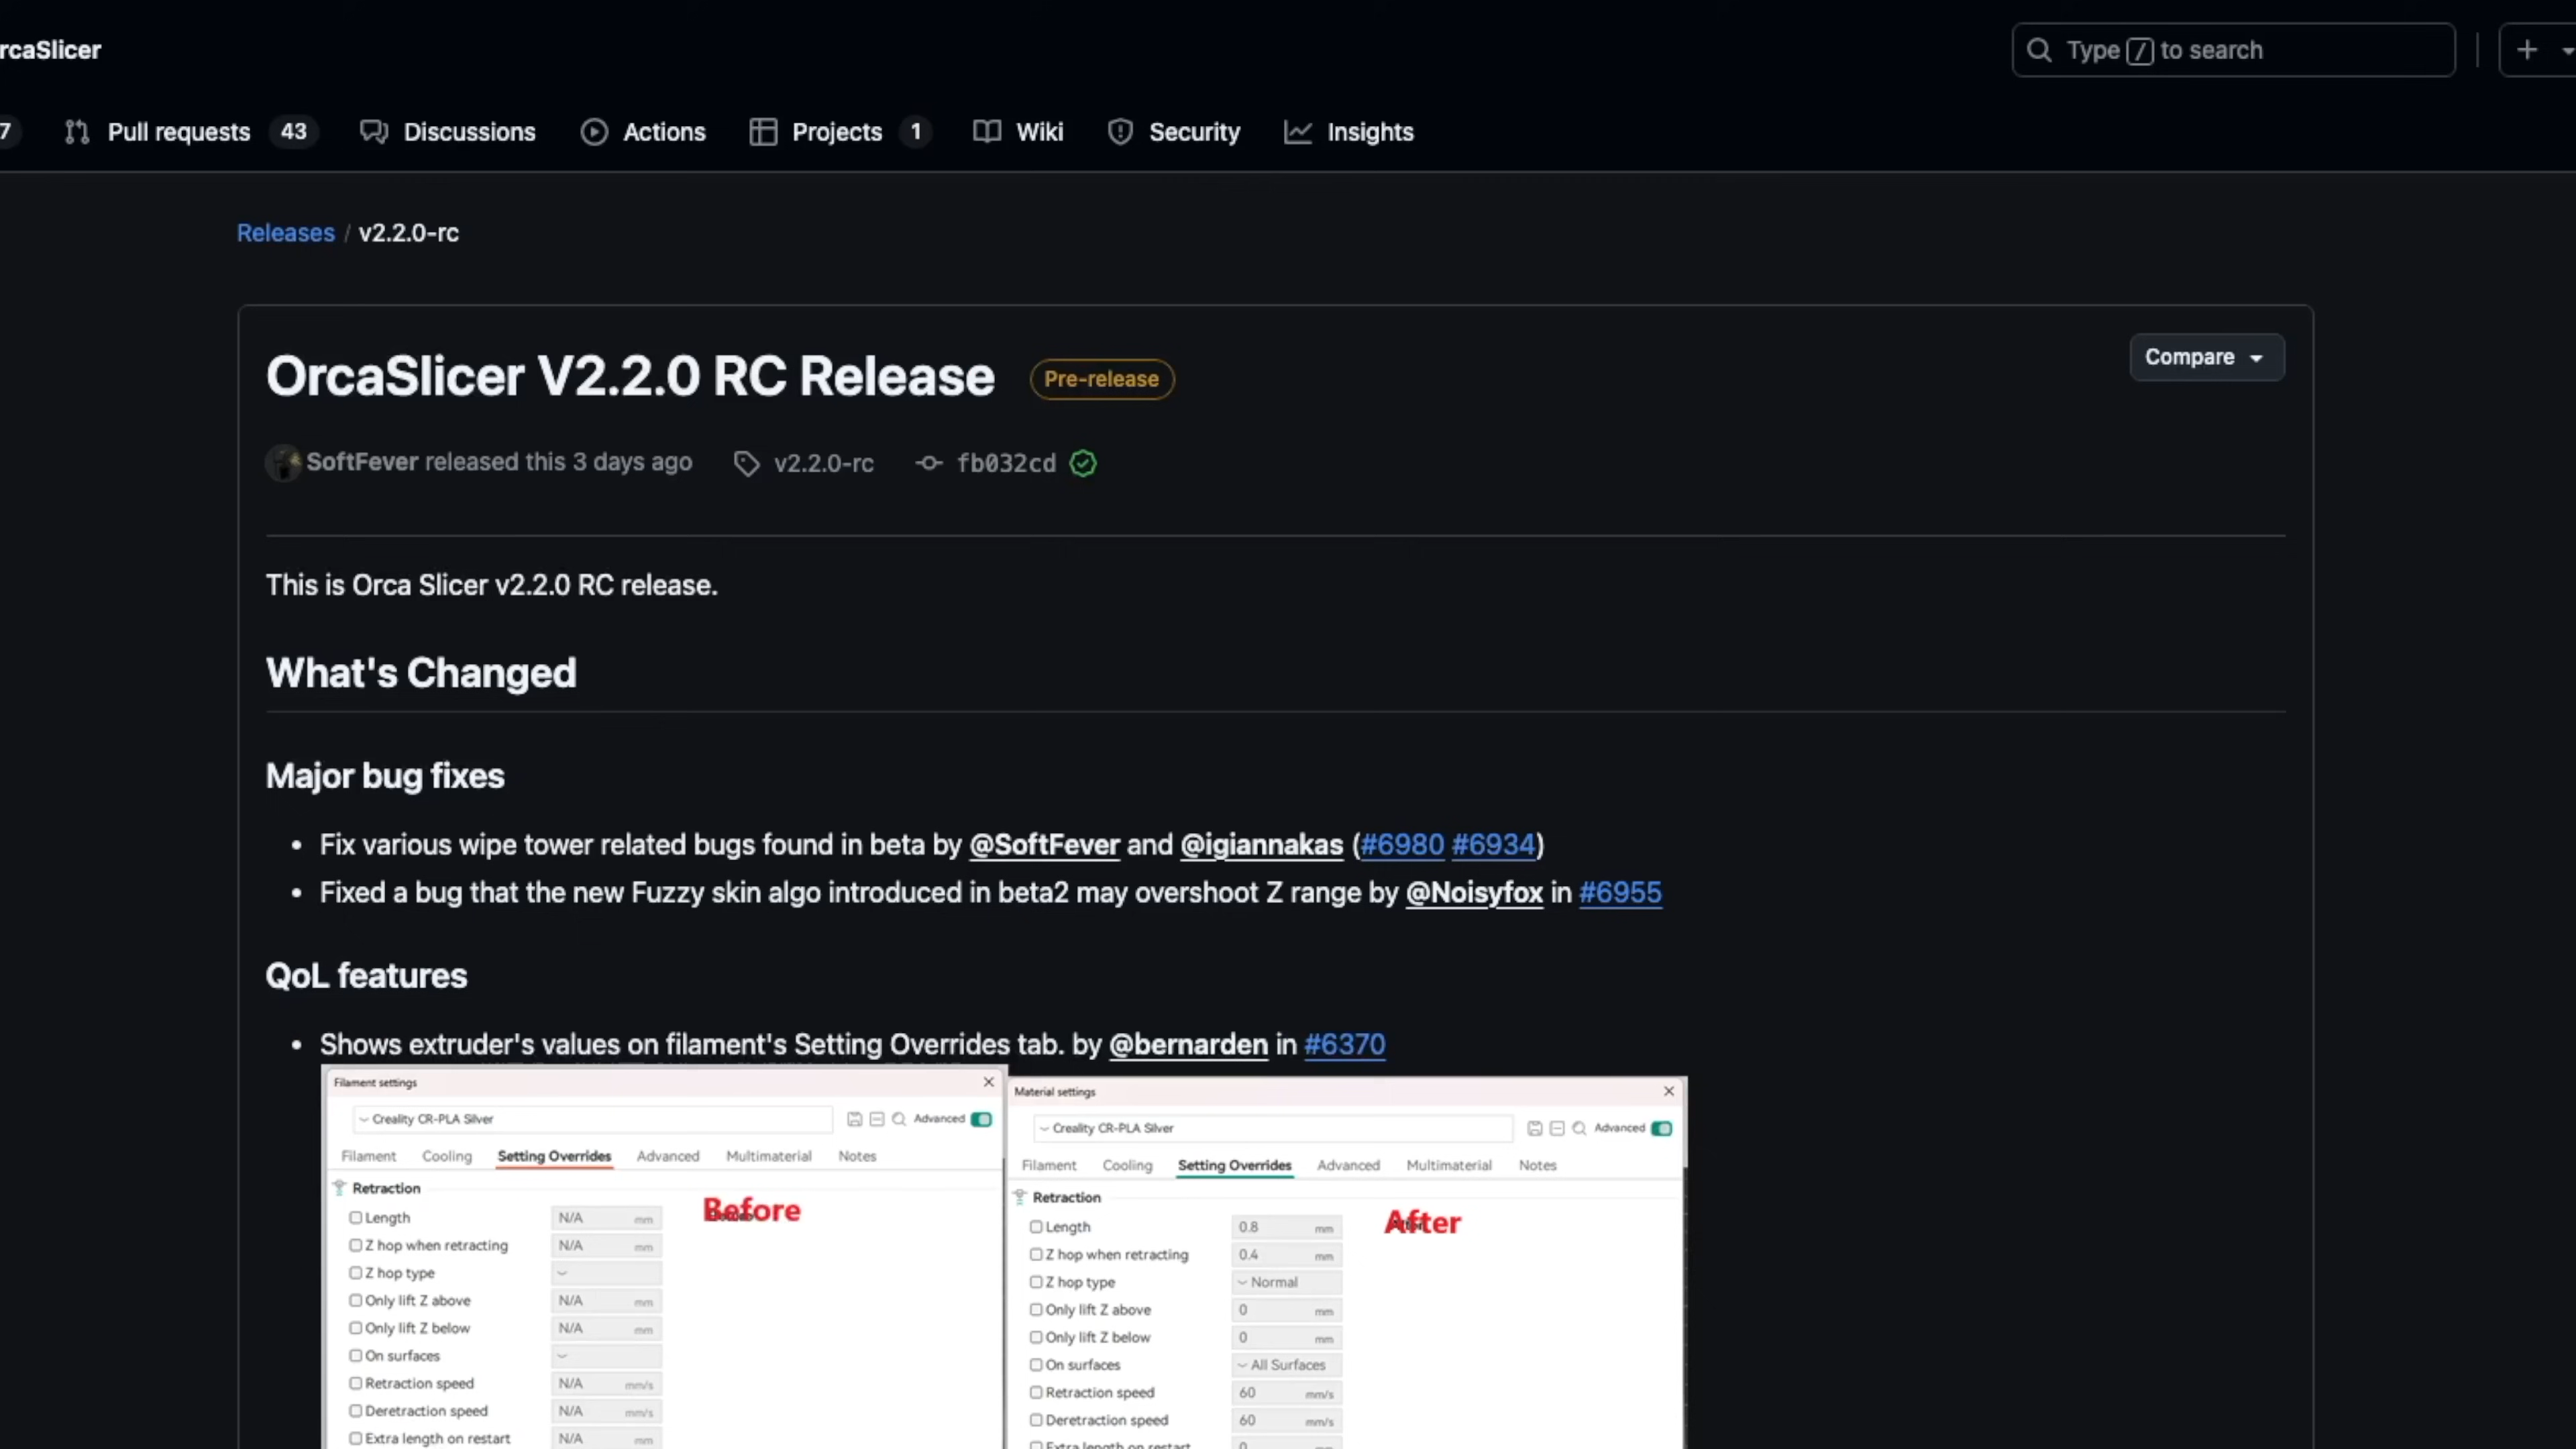 rcaSlicer
Type / to search
7 Pull requests 43 Discussions Actions Projects 1 Wiki Security Insights
Releases / v2.2.0-rc
OrcaSlicer V2.2.0 RC Release Pre-release
Compare
SoftFever released this 3 days ago v2.2.0-rc fb032cd
This is Orca Slicer v2.2.0 RC release.
What's Changed
Major bug fixes
• Fix various wipe tower related bugs found in beta by @SoftFever and @igiannakas (#6980 #6934)
• Fixed a bug that the new Fuzzy skin algo introduced in beta2 may overshoot Z range by @Noisyfox in #6955
QoL features
• Shows extruder's values on filament's Setting Overrides tab. by @bernarden in #6370
Filament settings
Creality CR-PLA Silver Advanced
Filament Cooling Setting Overrides Advanced Multimaterial Notes
Retraction
Before
Length N/A mm
Z hop when retracting N/A mm
Z hop type
Only lift Z above N/A mm
Only lift Z below N/A mm
On surfaces
Retraction speed N/A mm/s
Deretraction speed N/A mm/s
Extra length on restart N/A mm
Material settings
Creality CR-PLA Silver Advanced
Filament Cooling Setting Overrides Advanced Multimaterial Notes
Retraction
After
Length 0.8 mm
Z hop when retracting 0.4 mm
Z hop type Normal
Only lift Z above 0 mm
Only lift Z below 0 mm
On surfaces All Surfaces
Retraction speed 60 mm/s
Deretraction speed 60 mm/s
Extra length on restart 0 mm